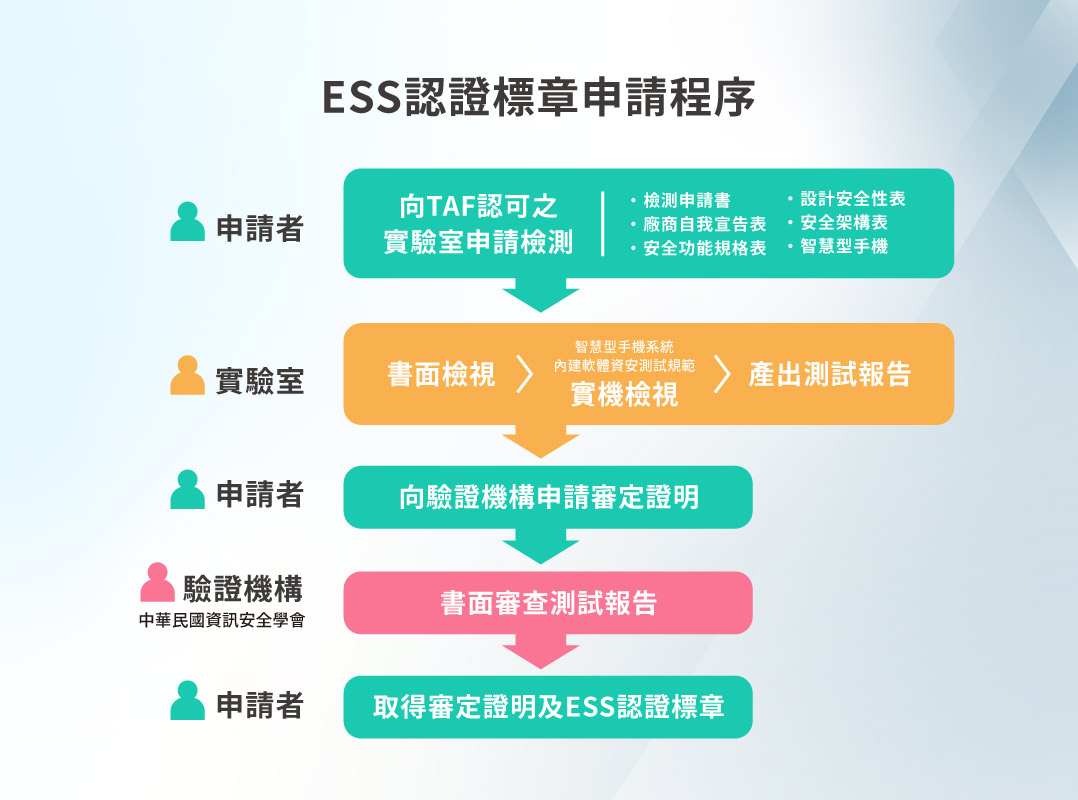 ESS認證標章申請程序
申請者
向TAF認可之
實驗室申請檢測
・檢測申請書
・廠商自我宣告表
・安全功能規格表
・設計安全性表
・安全架構表
・智慧型手機
實驗室
書面檢視
智慧型手機系統
內建軟體資安測試規範
實機檢視
產出測試報告
申請者
向驗證機構申請審定證明
驗證機構
中華民國資訊安全學會
書面審查測試報告
申請者
取得審定證明及ESS認證標章